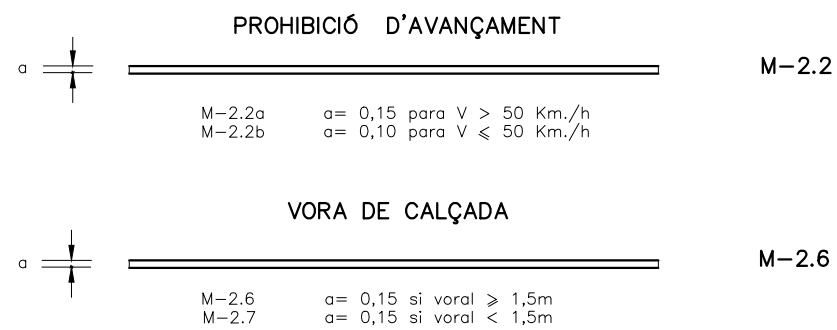 PROHIBICIÓ D'AVANÇAMENT
a M-2.2
M-2.2a a= 0,15 para V > 50 Km./h
M-2.2b a= 0,10 para V ⩽ 50 Km./h
VORA DE CALÇADA
a M-2.6
M-2.6 a= 0,15 si voral ⩾ 1,5m
M-2.7 a= 0,15 si voral < 1,5m